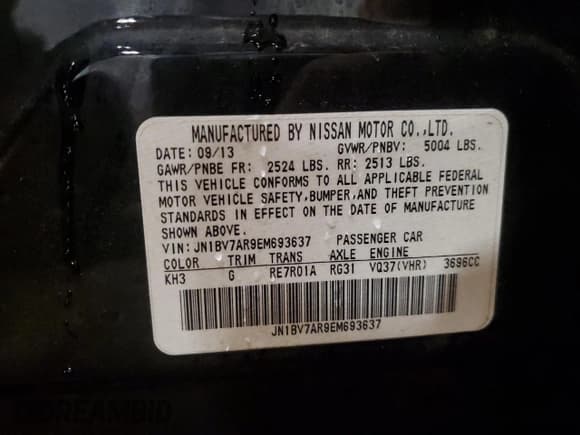 MANUFACTURED BY NISSAN MOTOR CO.,LTD.
DATE: 09/13 GVWR/PNBV: 5004 LBS.
GAWR/PNBE FR: 2524 LBS. RR: 2513 LBS.
THIS VEHICLE CONFORMS TO ALL APPLICABLE FEDERAL
MOTOR VEHICLE SAFETY,BUMPER,AND THEFT PREVENTION
STANDARDS IN EFFECT ON THE DATE OF MANUFACTURE
SHOWN ABOVE.
VIN: JN1BV7AR9EM693637 PASSENGER CAR
COLOR TRIM TRANS AXLE ENGINE
KH3 G RE7R01A RG31 VQ37(VHR) 3696CC
JN1BV7AR9EM693637
DREAMBID